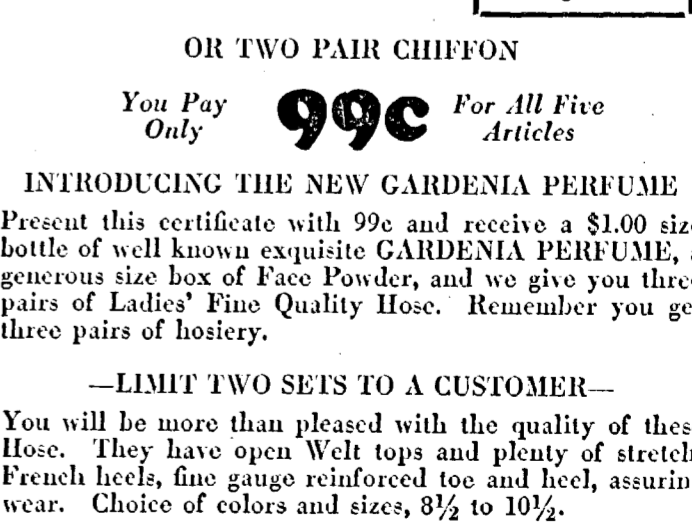 OR TWO PAIR CHIFFON
You Pay Only 99c For All Five Articles
INTRODUCING THE NEW GARDENIA PERFUME
Present this certificate with 99c and receive a $1.00 siz
bottle of well known exquisite GARDENIA PERFUME,
generous size box of Face Powder, and we give you thre
pairs of Ladies' Fine Quality Hose. Remember you ge
three pairs of hosiery.
—LIMIT TWO SETS TO A CUSTOMER—
You will be more than pleased with the quality of thes
Hose. They have open Welt tops and plenty of stretch
French heels, fine gauge reinforced toe and heel, assurin
wear. Choice of colors and sizes, 8½ to 10½.